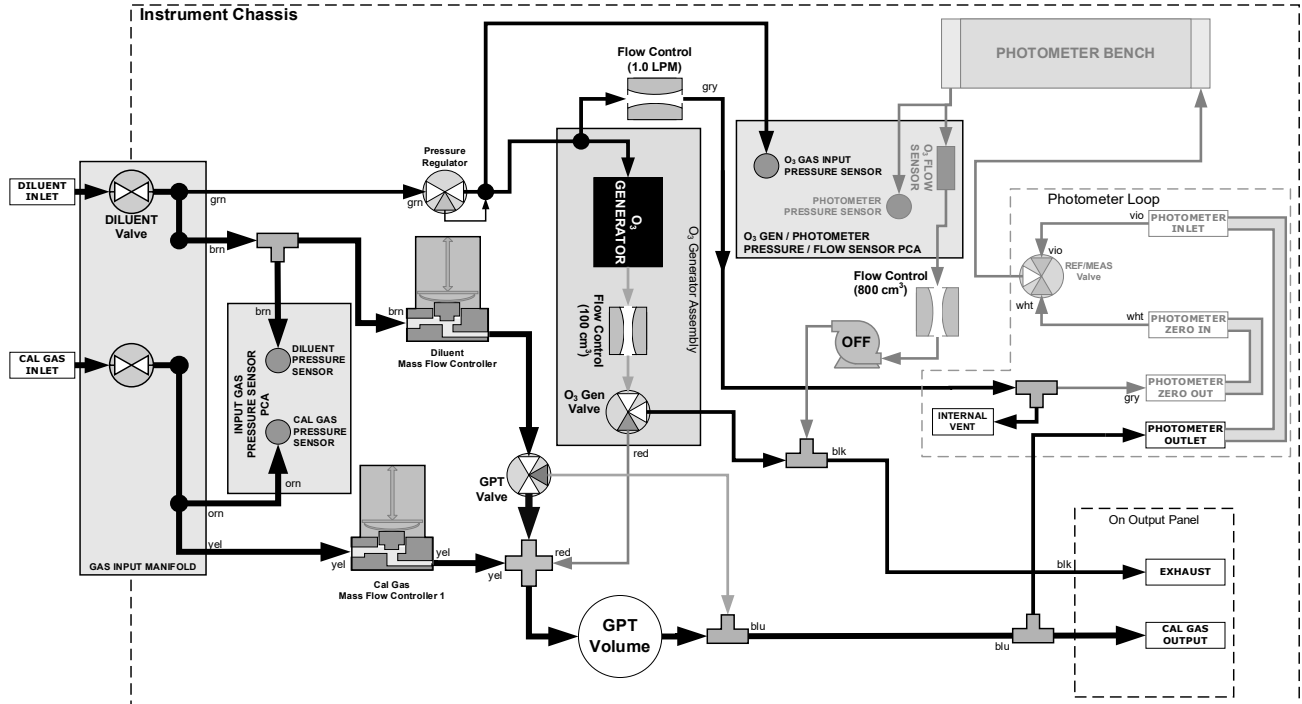 Instrument Chassis
Flow Control
(1.0 LPM)
gry
PHOTOMETER BENCH
O3 GAS INPUT
PRESSURE SENSOR
O3 FLOW
SENSOR
PHOTOMETER
PRESSURE SENSOR
O3 GEN / PHOTOMETER
PRESSURE / FLOW SENSOR PCA
Pressure
Regulator
grn
grn
DILUENT
INLET
DILUENT
Valve
brn
O3
GENERATOR
O3 Generator Assembly
Flow Control
(100 cm3)
O3 Gen
Valve
red
Photometer Loop
vio
PHOTOMETER
INLET
vio
REF/MEAS
Valve
wht
wht
PHOTOMETER
ZERO IN
Flow Control
(800 cm3)
OFF
PHOTOMETER
ZERO OUT
gry
INTERNAL
VENT
PHOTOMETER
OUTLET
brn
brn
Diluent
Mass Flow Controller
CAL GAS
INLET
DILUENT
PRESSURE
SENSOR
INPUT GAS
PRESSURE SENSOR
PCA
CAL GAS
PRESSURE
SENSOR
orn
orn
GPT
Valve
blk
yel
yel
yel
yel
red
GAS INPUT MANIFOLD
Cal Gas
Mass Flow Controller 1
GPT
Volume
blu
blu
On Output Panel
blk
EXHAUST
CAL GAS
OUTPUT